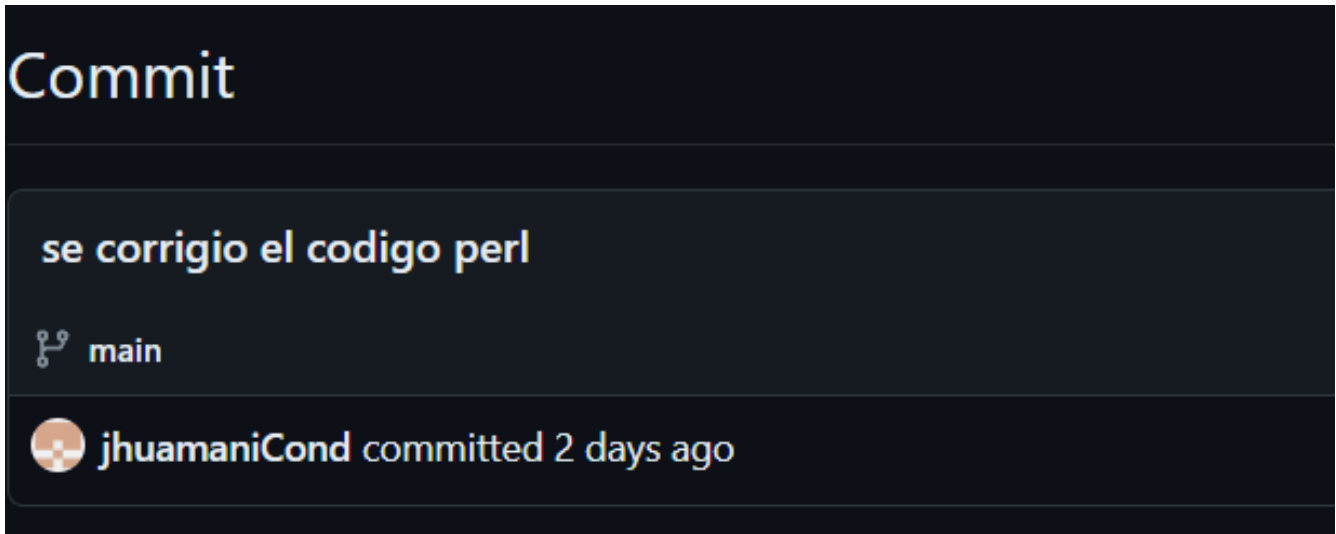 Commit
se corrigio el codigo perl
main
jhuamaniCond committed 2 days ago